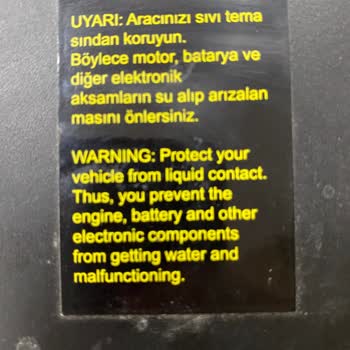 UYARI: Aracınızı sıvı tema
sından koruyun.
Böylece motor, batarya ve
diğer elektronik
aksamların su alıp arızalan
masını önlersiniz.
WARNING: Protect your
vehicle from liquid contact.
Thus, you prevent the
engine, battery and other
electronic components
from getting water and
malfunctioning.